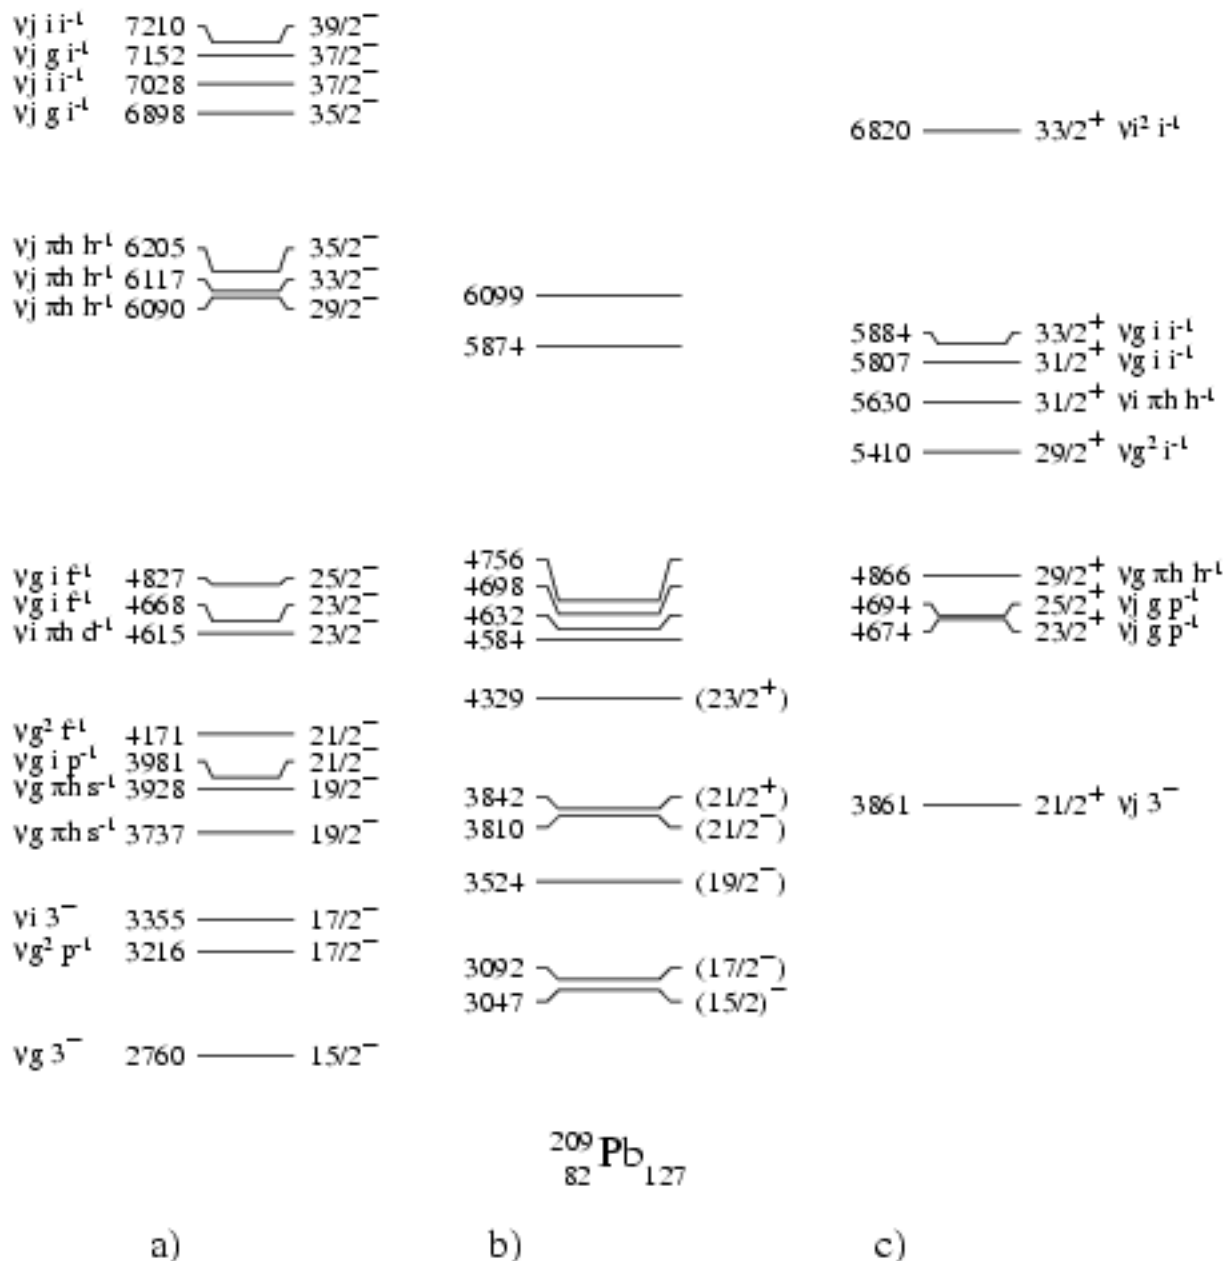 νj i i⁻¹ 7210 39/2⁻
νj g i⁻¹ 7152 37/2⁻
νj i i⁻¹ 7028 37/2⁻
νj g i⁻¹ 6898 35/2⁻
6820 33/2⁺ νi² i⁻¹
νj πh h⁻¹ 6205 35/2⁻
νj πh h⁻¹ 6117 33/2⁻
νj πh h⁻¹ 6090 29/2⁻
6099
5874
5884 33/2⁺ νg i i⁻¹
5807 31/2⁺ νg i i⁻¹
5630 31/2⁺ νi πh h⁻¹
5410 29/2⁺ νg² i⁻¹
νg i f⁻¹ 4827 25/2⁻
νg i f⁻¹ 4668 23/2⁻
νi πh d⁻¹ 4615 23/2⁻
4756
4698
4632
4584
4866 29/2⁺ νg πh h⁻¹
4694 25/2⁺ νj g p⁻¹
4674 23/2⁺ νj g p⁻¹
4329 (23/2⁺)
νg² f⁻¹ 4171 21/2⁻
νg i p⁻¹ 3981 21/2⁻
νg πh s⁻¹ 3928 19/2⁻
νg πh s⁻¹ 3737 19/2⁻
3842 (21/2⁺)
3810 (21/2⁻)
3861 21/2⁺ νj 3⁻
3524 (19/2⁻)
νi 3⁻ 3355 17/2⁻
νg² p⁻¹ 3216 17/2⁻
3092 (17/2⁻)
3047 (15/2)⁻
νg 3⁻ 2760 15/2⁻
²⁰⁹₈₂Pb₁₂₇
a) b) c)